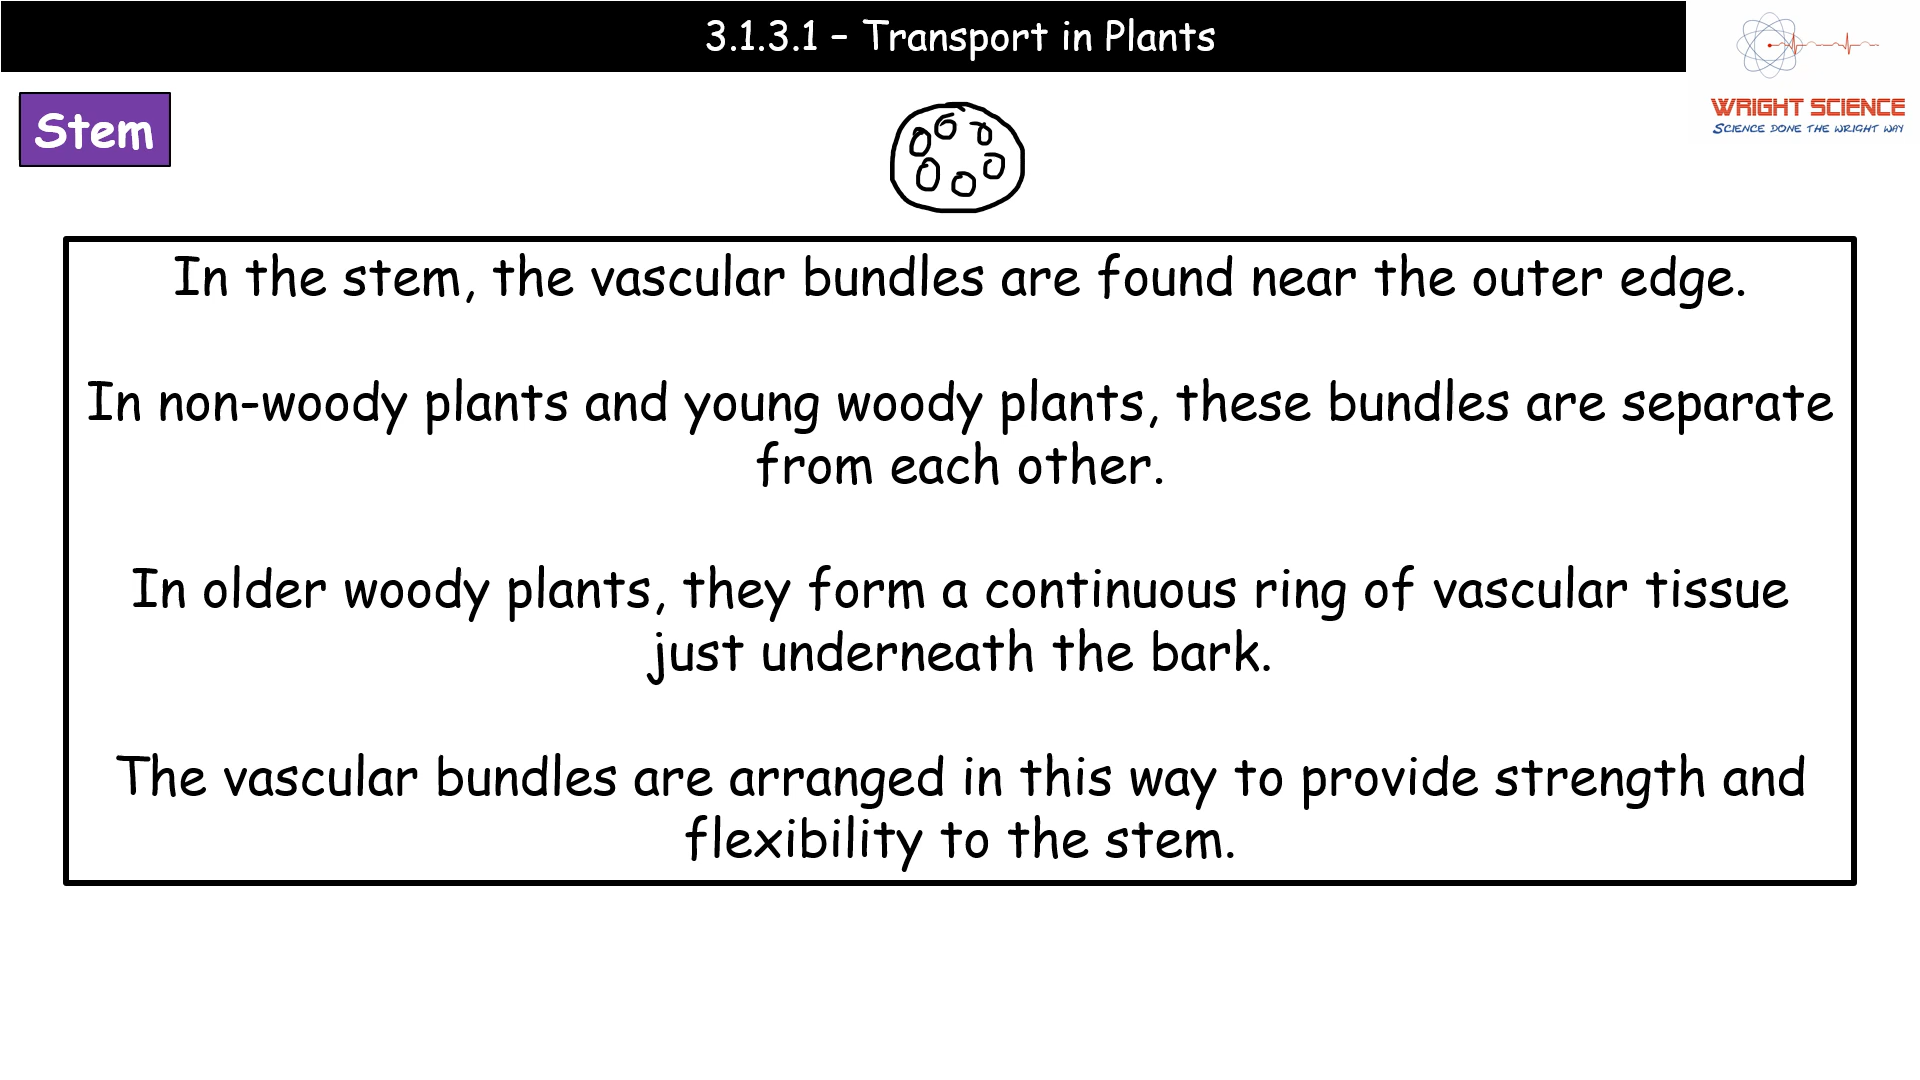 3.1.3.1 – Transport in Plants
WRIGHT SCIENCE
SCIENCE DONE THE WRIGHT WAY
Stem
In the stem, the vascular bundles are found near the outer edge.
In non-woody plants and young woody plants, these bundles are separate
from each other.
In older woody plants, they form a continuous ring of vascular tissue
just underneath the bark.
The vascular bundles are arranged in this way to provide strength and
flexibility to the stem.